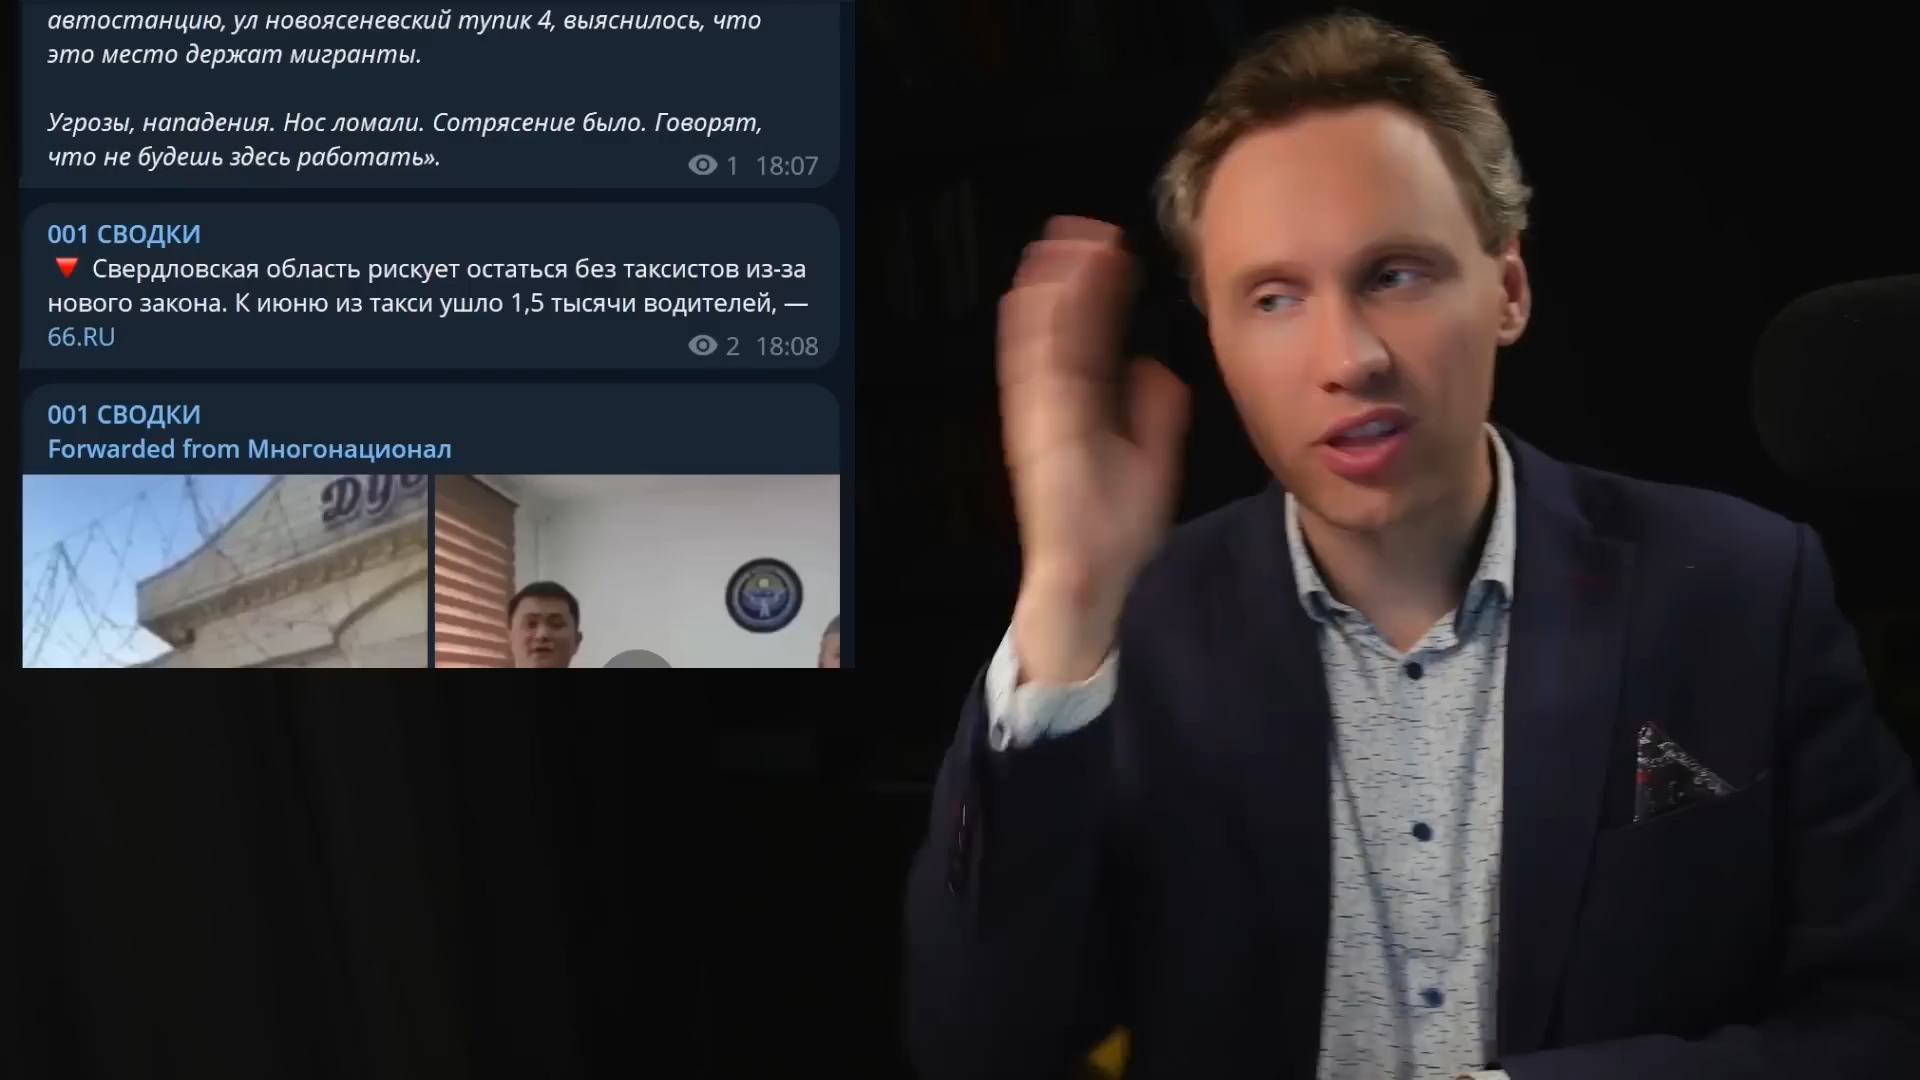 автостанцию, ул новоясеневский тупик 4, выяснилось, что
это место держат мигранты.
Угрозы, нападения. Нос ломали. Сотрясение было. Говорят,
что не будешь здесь работать».
1 18:07
001 СВОДКИ
Свердловская область рискует остаться без таксистов из-за
нового закона. К июню из такси ушло 1,5 тысячи водителей, —
66.RU
2 18:08
001 СВОДКИ
Forwarded from Многонационал